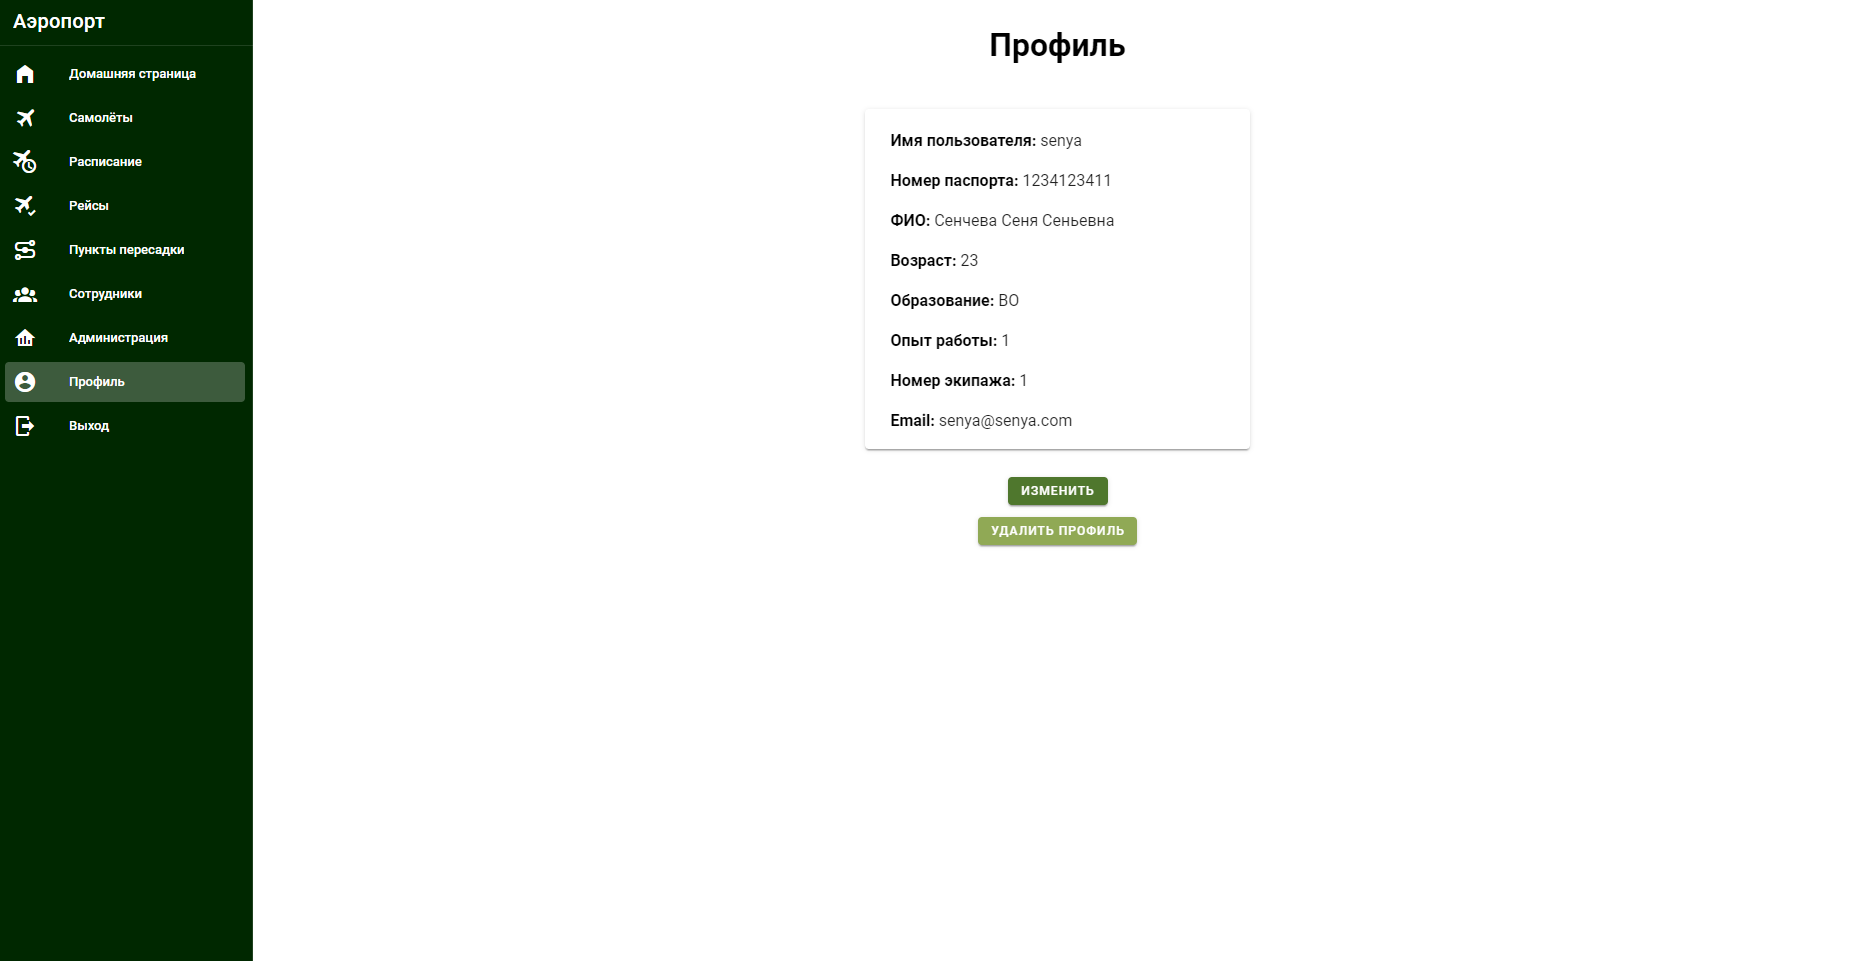 Аэропорт
Домашняя страница
Самолёты
Расписание
Рейсы
Пункты пересадки
Сотрудники
Администрация
Профиль
Выход
Профиль
Имя пользователя: senya
Номер паспорта: 1234123411
ФИО: Сенчева Сеня Сеньевна
Возраст: 23
Образование: ВО
Опыт работы: 1
Номер экипажа: 1
Email: senya@senya.com
ИЗМЕНИТЬ
УДАЛИТЬ ПРОФИЛЬ